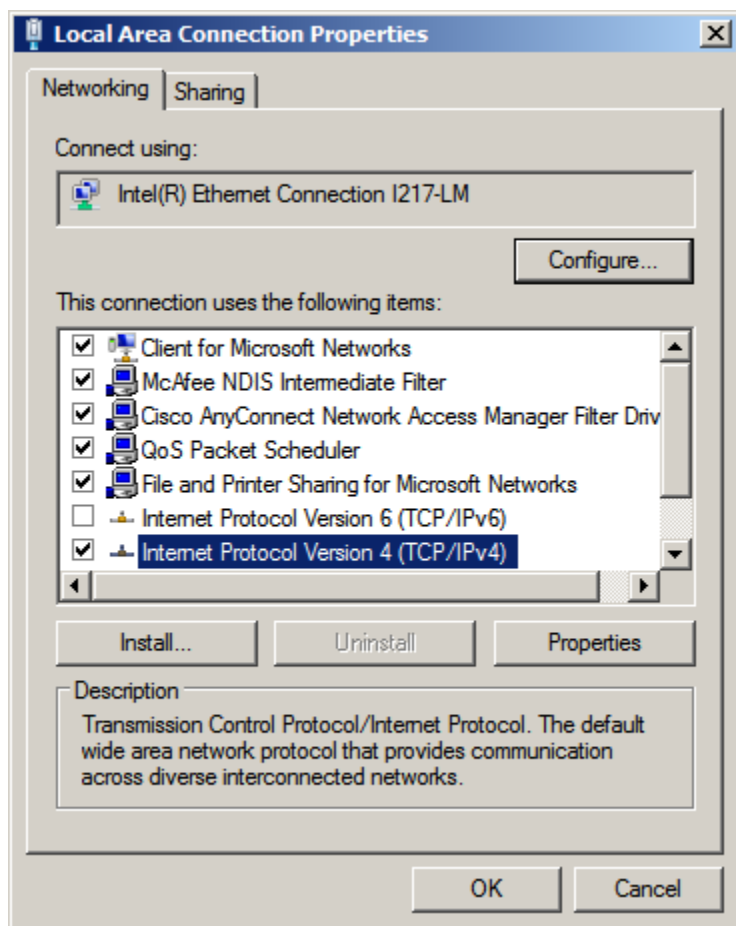 Local Area Connection Properties
Networking
Sharing
Connect using:
Intel(R) Ethernet Connection I217-LM
Configure...
This connection uses the following items:
Client for Microsoft Networks
McAfee NDIS Intermediate Filter
Cisco AnyConnect Network Access Manager Filter Driv
QoS Packet Scheduler
File and Printer Sharing for Microsoft Networks
Internet Protocol Version 6 (TCP/IPv6)
Internet Protocol Version 4 (TCP/IPv4)
Install...
Uninstall
Properties
Description
Transmission Control Protocol/Internet Protocol. The default
wide area network protocol that provides communication
across diverse interconnected networks.
OK
Cancel